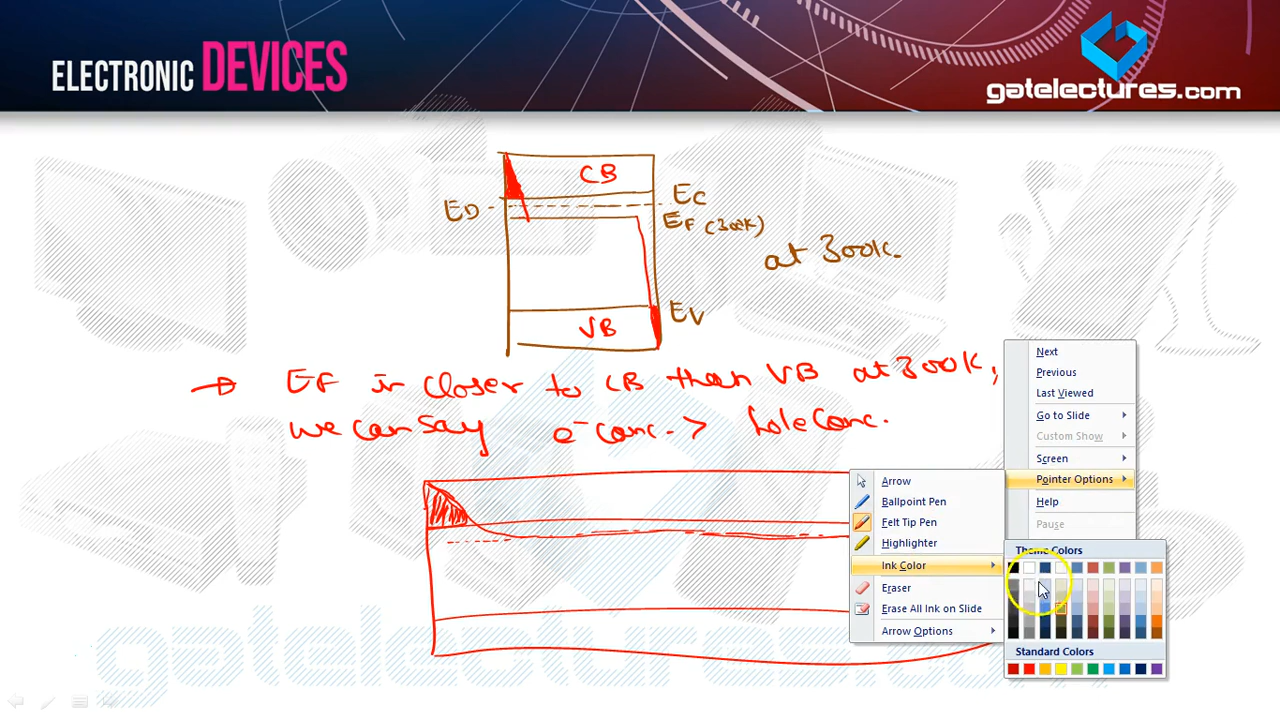 ELECTRONIC DEVICES
gatelectures.com
CB
ED
EC
EF (300K)
at 300K.
EV
VB
→ EF is closer to CB than VB at 300K,
we can say e⁻ conc. > hole conc.
Next
Previous
Last Viewed
Go to Slide
Custom Show
Screen
Pointer Options
Help
Pause
Arrow
Ballpoint Pen
Felt Tip Pen
Highlighter
Ink Color
Eraser
Erase All Ink on Slide
Arrow Options
Theme Colors
Standard Colors
gatelectures.com